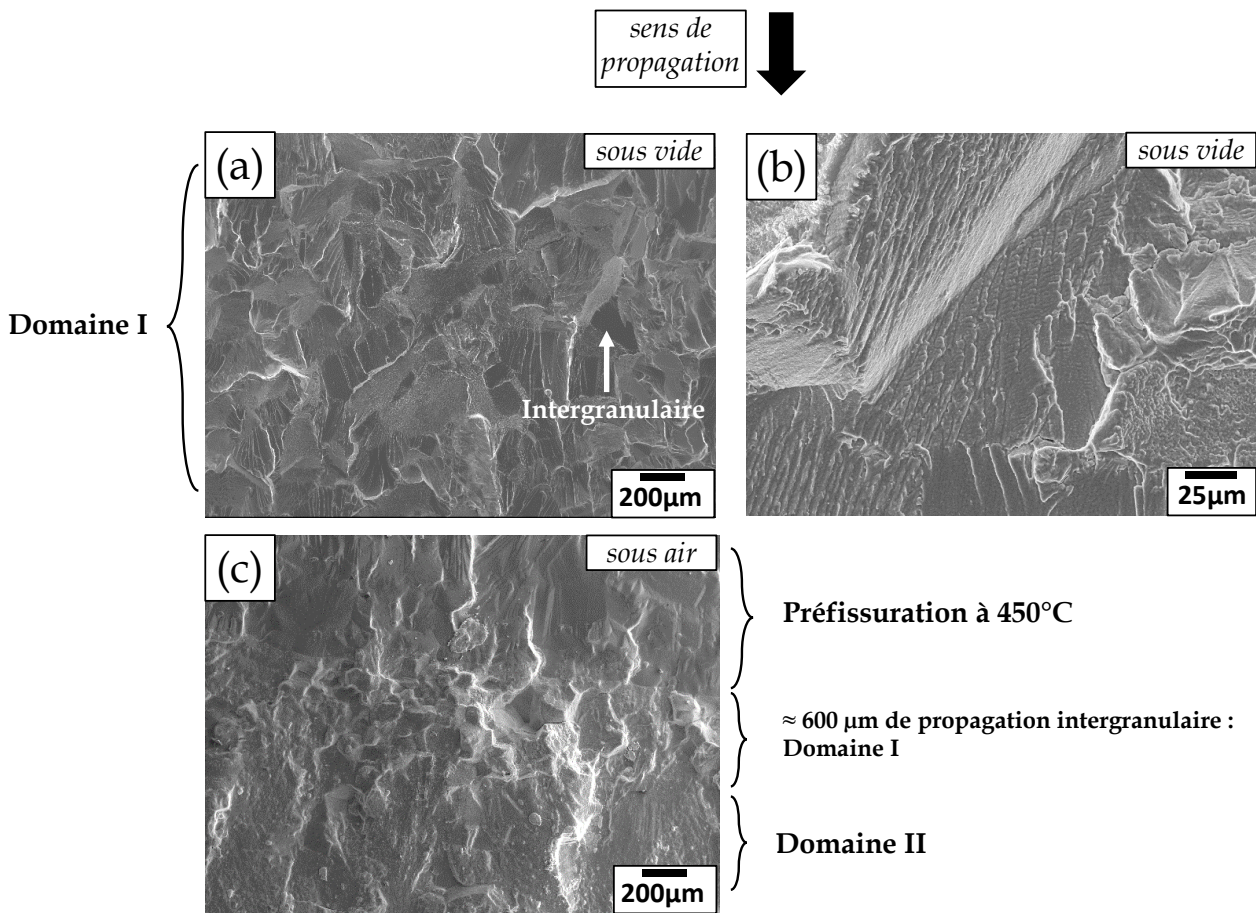 sens de
propagation
(a)
sous vide
(b)
sous vide
Domaine I
Intergranulaire
200µm
25µm
(c)
sous air
Préfissuration à 450°C
≈ 600 µm de propagation intergranulaire :
Domaine I
Domaine II
200µm